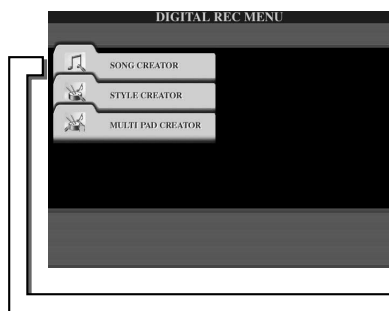 DIGITAL REC MENU
SONG CREATOR
STYLE CREATOR
MULTI PAD CREATOR